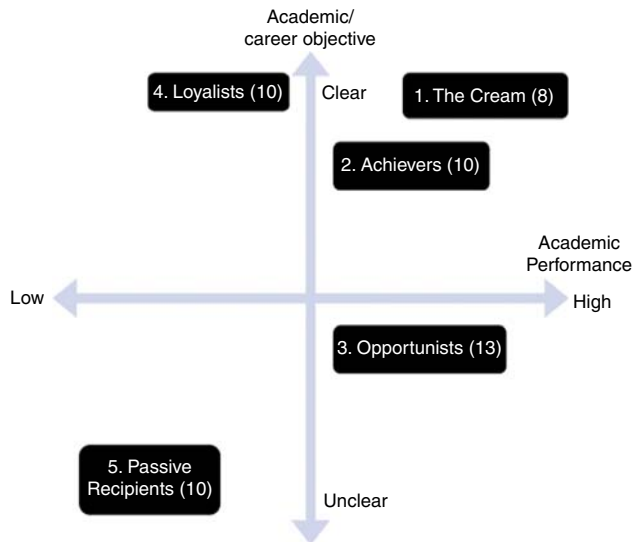 Academic/
career objective
4. Loyalists (10)
Clear
1. The Cream (8)
2. Achievers (10)
Academic
Performance
Low
High
3. Opportunists (13)
5. Passive
Recipients (10)
Unclear